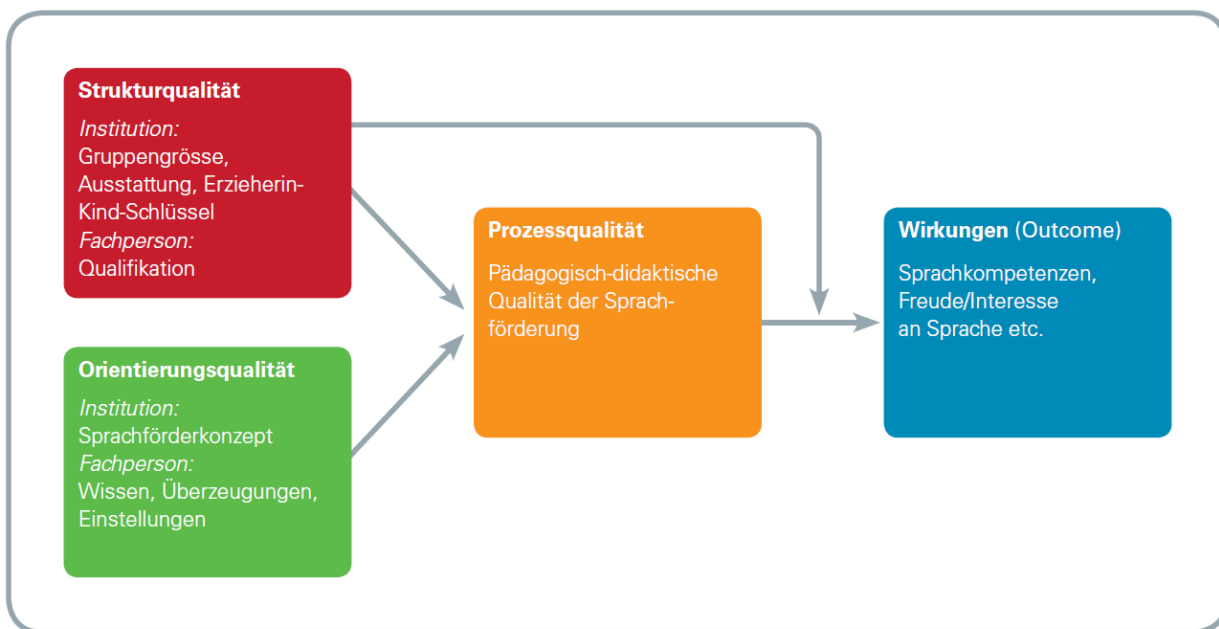 Strukturqualität
Institution:
Gruppengrösse,
Ausstattung, Erzieherin-
Kind-Schlüssel
Fachperson:
Qualifikation
Orientierungsqualität
Institution:
Sprachförderkonzept
Fachperson:
Wissen, Überzeugungen,
Einstellungen
Prozessqualität
Pädagogisch-didaktische
Qualität der Sprach-
förderung
Wirkungen (Outcome)
Sprachkompetenzen,
Freude/Interesse
an Sprache etc.